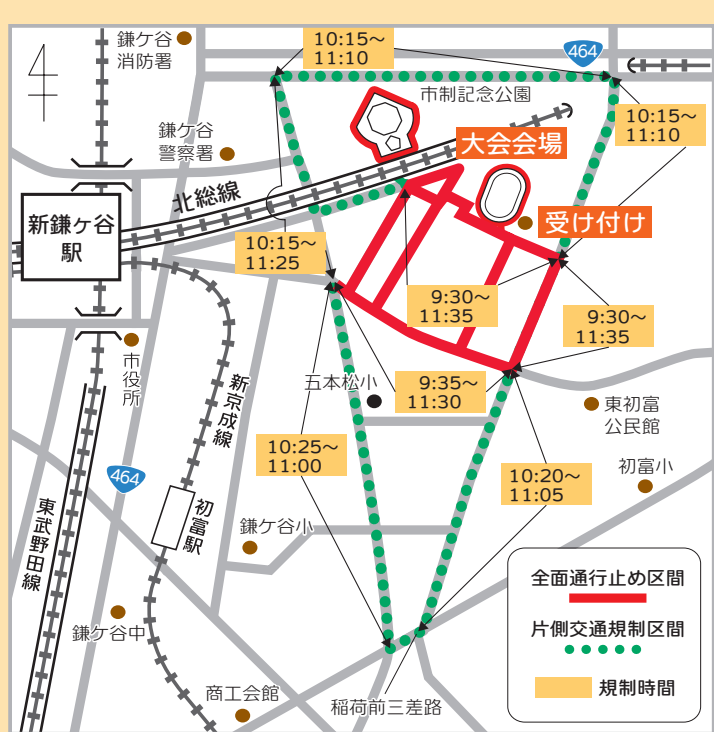 鎌ケ谷
消防署
10:15～
11:10
464
市制記念公園
10:15～
11:10
鎌ケ谷
警察署
大会会場
北総線
新鎌ヶ谷
駅
受け付け
10:15～
11:25
9:30～
11:35
9:30～
11:35
市役所
新京成線
五本松小
9:35～
11:30
東初富
公民館
10:25～
11:00
10:20～
11:05
初富小
464
東武野田線
初富駅
鎌ケ谷小
全面通行止め区間
片側交通規制区間
規制時間
鎌ケ谷中
商工会館
稲荷前三差路